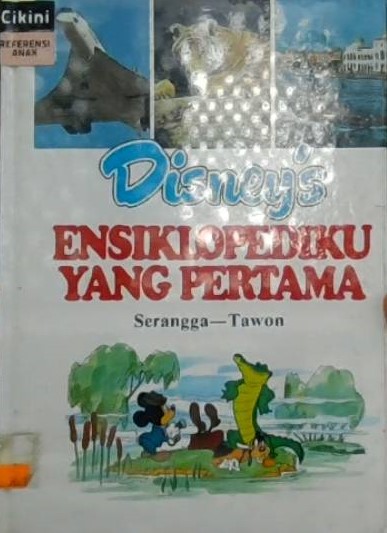 Cikini
REFERENSI
ANAK
Disney's
ENSIKLOPEDIKU
YANG PERTAMA
Serangga—Tawon